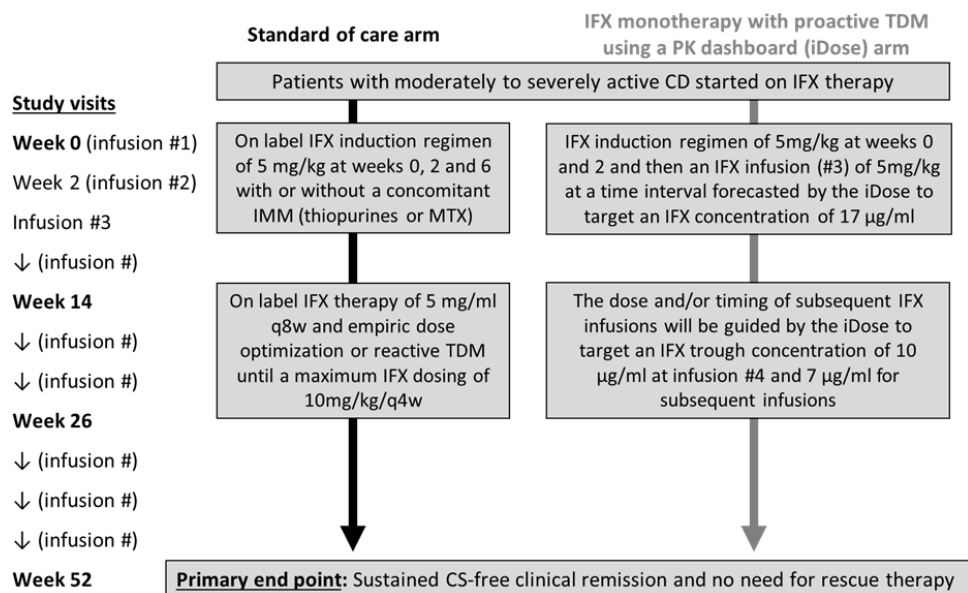 Standard of care arm
IFX monotherapy with proactive TDM
using a PK dashboard (iDose) arm
Patients with moderately to severely active CD started on IFX therapy
Study visits
Week 0 (infusion #1)
Week 2 (infusion #2)
Infusion #3
↓ (infusion #)
Week 14
↓ (infusion #)
↓ (infusion #)
Week 26
↓ (infusion #)
↓ (infusion #)
↓ (infusion #)
Week 52
On label IFX induction regimen
of 5 mg/kg at weeks 0, 2 and 6
with or without a concomitant
IMM (thiopurines or MTX)
IFX induction regimen of 5mg/kg at weeks 0
and 2 and then an IFX infusion (#3) of 5mg/kg
at a time interval forecasted by the iDose to
target an IFX concentration of 17 µg/ml
On label IFX therapy of 5 mg/ml
q8w and empiric dose
optimization or reactive TDM
until a maximum IFX dosing of
10mg/kg/q4w
The dose and/or timing of subsequent IFX
infusions will be guided by the iDose to
target an IFX trough concentration of 10
µg/ml at infusion #4 and 7 µg/ml for
subsequent infusions
Primary end point: Sustained CS-free clinical remission and no need for rescue therapy